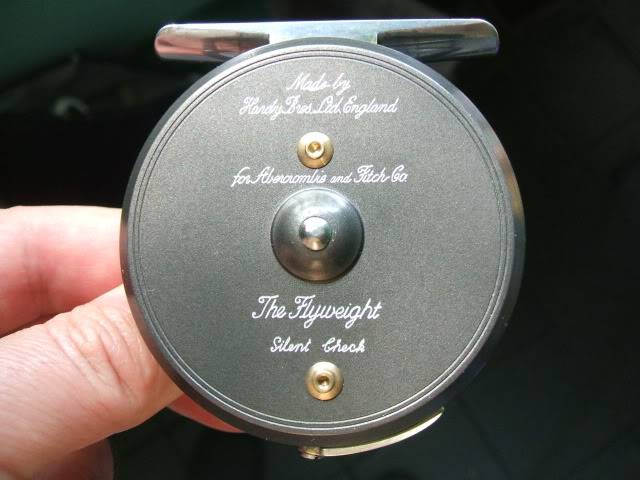 Made by
Hardy Bros. Ltd. England
for Abercrombie and Fitch Co
The Flyweight
Silent Check